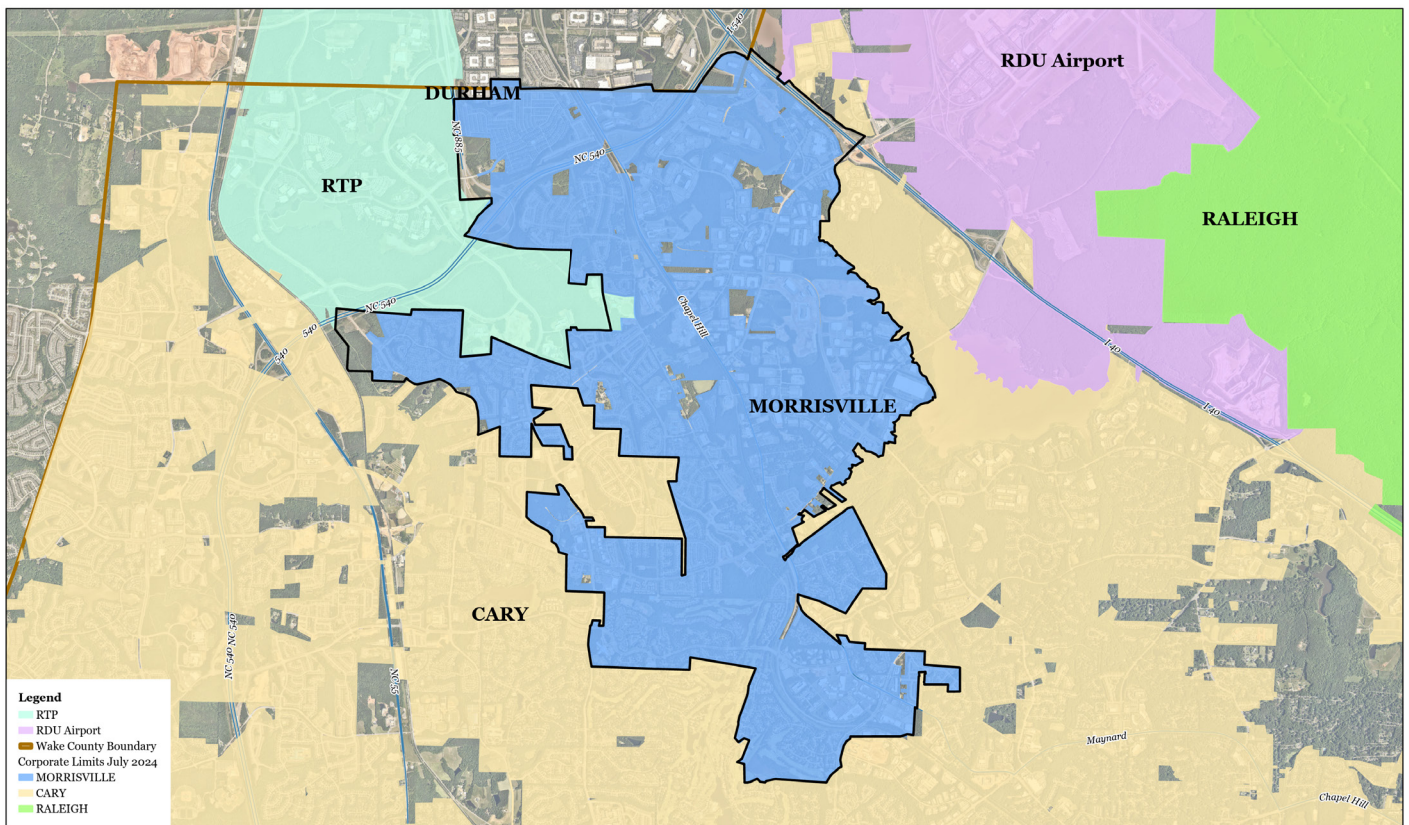 I-540
RDU Airport
DURHAM
NC 885
NC 540
RTP
RALEIGH
NC 540
540
540
Chapel Hill
I-40
I-40
MORRISVILLE
CARY
NC 540
NC 540
NC 55
Maynard
Chapel Hill
Legend
RTP
RDU Airport
Wake County Boundary
Corporate Limits July 2024
MORRISVILLE
CARY
RALEIGH